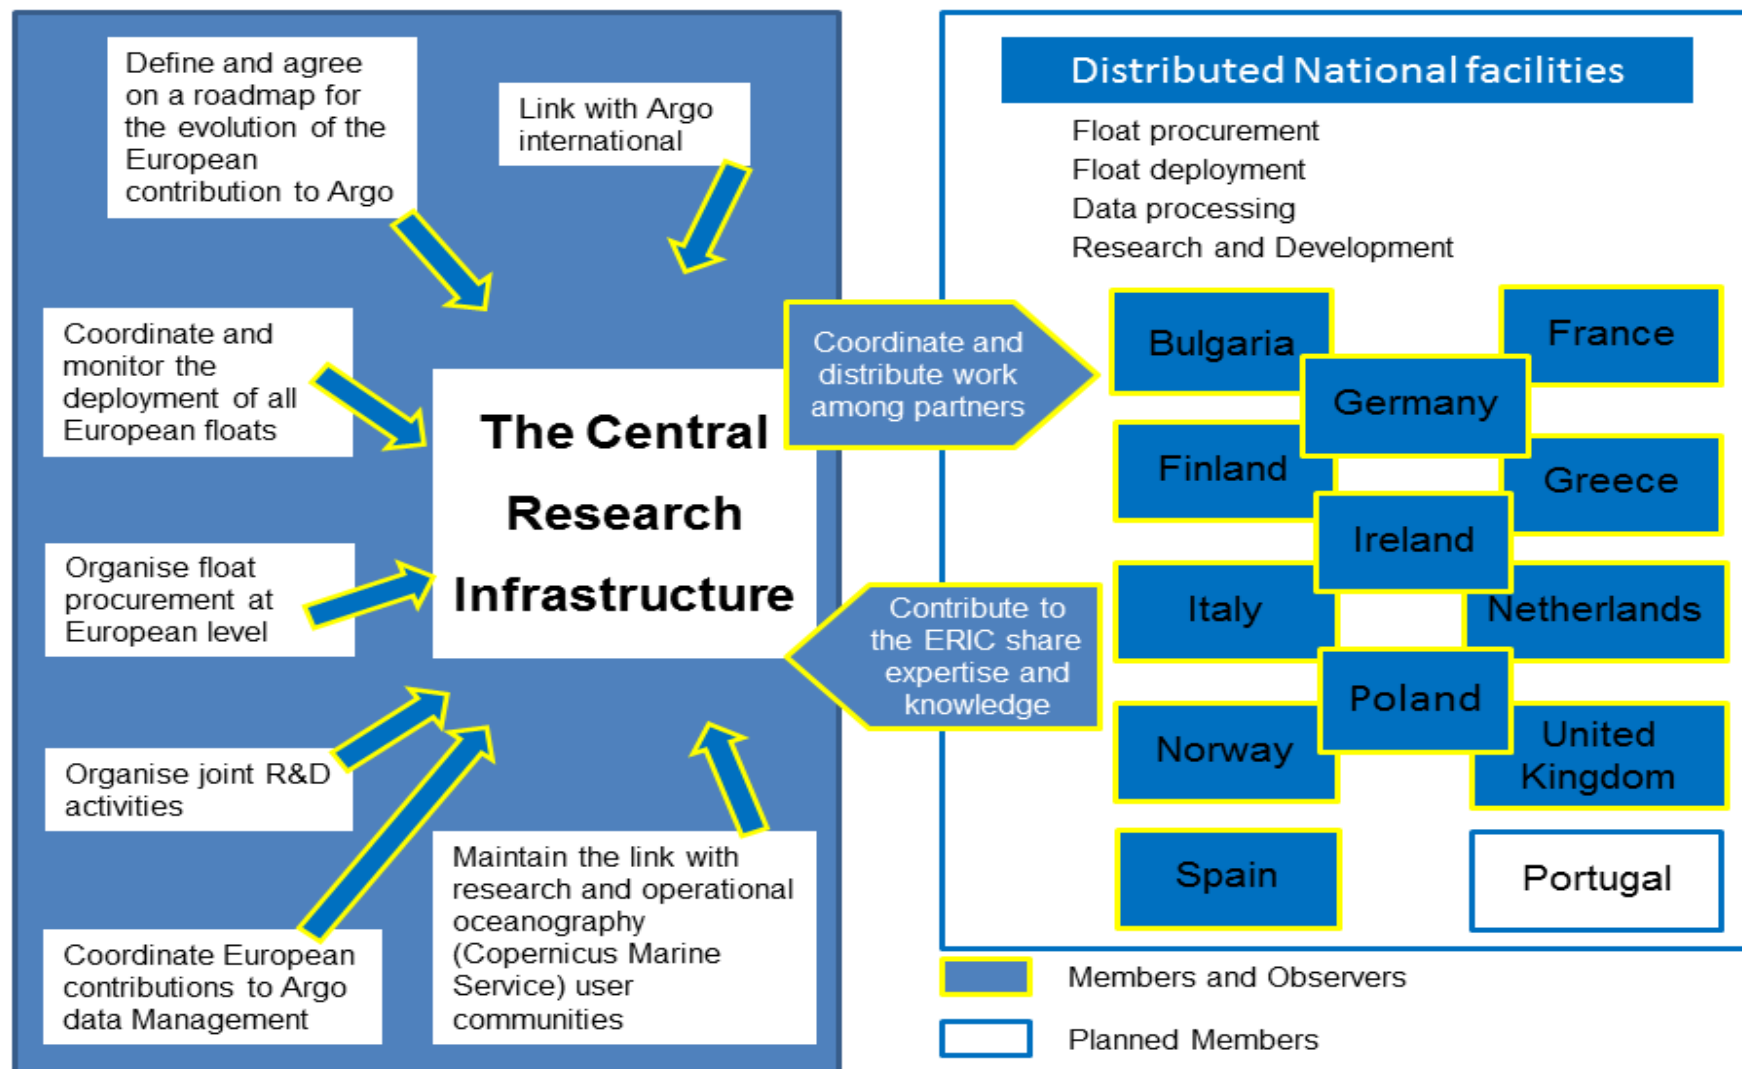 Define and agree
on a roadmap for
the evolution of the
European
contribution to Argo
Link with Argo
international
Coordinate and
monitor the
deployment of all
European floats
Organise float
procurement at
European level
Organise joint R&D
activities
Coordinate European
contributions to Argo
data Management
Maintain the link with
research and operational
oceanography
(Copernicus Marine
Service) user
communities
The Central
Research
Infrastructure
Coordinate and
distribute work
among partners
Contribute to
the ERIC share
expertise and
knowledge
Distributed National facilities
Float procurement
Float deployment
Data processing
Research and Development
Bulgaria
France
Germany
Finland
Greece
Ireland
Italy
Netherlands
Poland
Norway
United
Kingdom
Spain
Portugal
Members and Observers
Planned Members